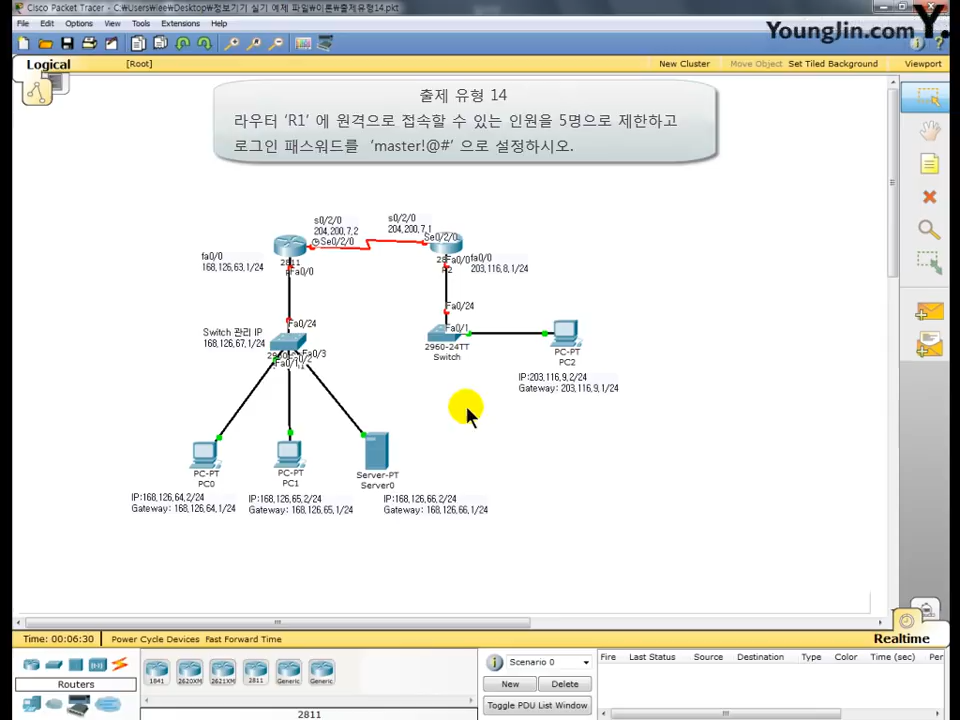 Cisco Packet Tracer - C:\Users\lee\Desktop\정보기기 실기 예제 파일\이론\출제유형14.pkt
File Edit Options View Tools Extensions Help
YoungJin.com Y.
Logical [Root] New Cluster Move Object Set Tiled Background Viewport
출제 유형 14
라우터 ‘R1’ 에 원격으로 접속할 수 있는 인원을 5명으로 제한하고
로그인 패스워드를 ’master!@#’ 으로 설정하시오.
s0/2/0
204,200,7,2
Se0/2/0
s0/2/0
204,200,7,1
Se0/2/0
fa0/0
168,126,63,1/24
2811
Fa0/0
Fa0/0
R2
fa0/0
203,116,8,1/24
Fa0/24
Fa0/24
Switch 관리 IP
168,126,67,1/24
Fa0/3
Fa0/1
Fa0/1
2960-24TT
Switch
PC-PT
PC2
IP:203,116,9,2/24
Gateway: 203,116,9,1/24
PC-PT
PC0
PC-PT
PC1
Server-PT
Server0
IP:168,126,64,2/24
Gateway: 168,126,64,1/24
IP:168,126,65,2/24
Gateway: 168,126,65,1/24
IP:168,126,66,2/24
Gateway: 168,126,66,1/24
Realtime
Time: 00:06:30 Power Cycle Devices Fast Forward Time
Routers
1841 2620XM 2621XM 2811 Generic Generic
2811
Scenario 0
New Delete
Toggle PDU List Window
Fire Last Status Source Destination Type Color Time (sec) Per